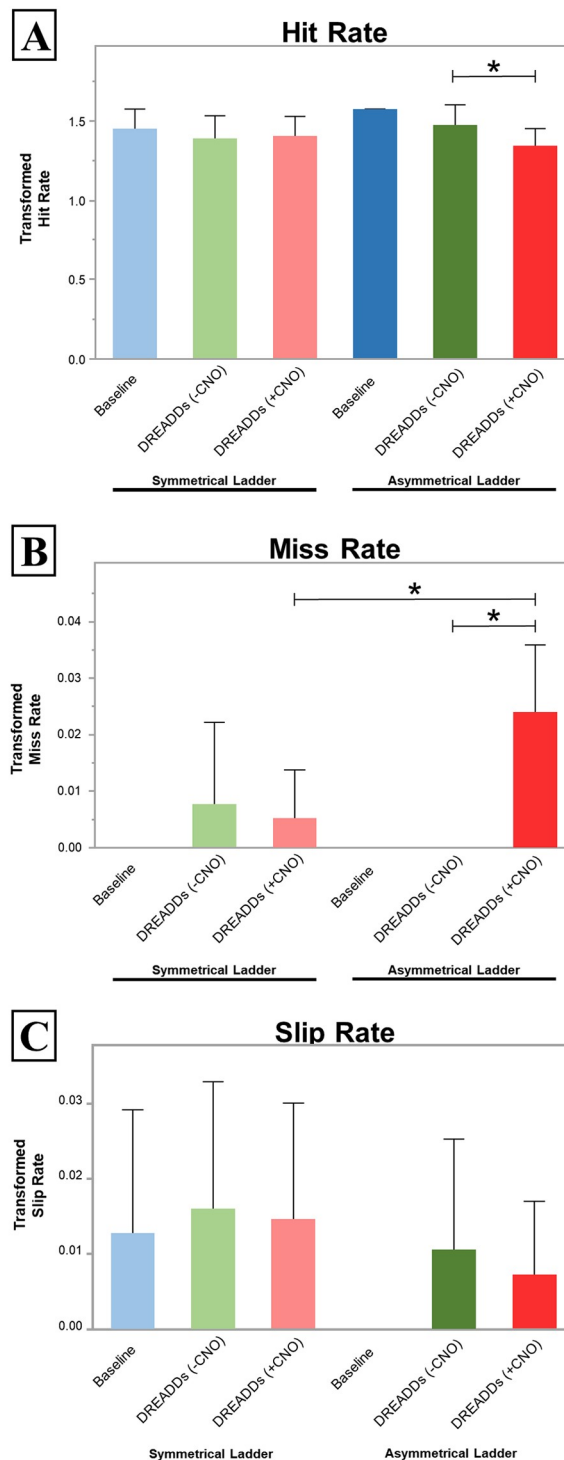 A
Hit Rate
*
Transformed
Hit Rate
1.5
1.0
0.5
0.0
Baseline
DREADDs (-CNO)
DREADDs (+CNO)
Baseline
DREADDs (-CNO)
DREADDs (+CNO)
Symmetrical Ladder
Asymmetrical Ladder
B
Miss Rate
*
*
Transformed
Miss Rate
0.04
0.03
0.02
0.01
0.00
Baseline
DREADDs (-CNO)
DREADDs (+CNO)
Baseline
DREADDs (-CNO)
DREADDs (+CNO)
Symmetrical Ladder
Asymmetrical Ladder
C
Slip Rate
Transformed
Slip Rate
0.03
0.02
0.01
0.00
Baseline
DREADDs (-CNO)
DREADDs (+CNO)
Baseline
DREADDs (-CNO)
DREADDs (+CNO)
Symmetrical Ladder
Asymmetrical Ladder